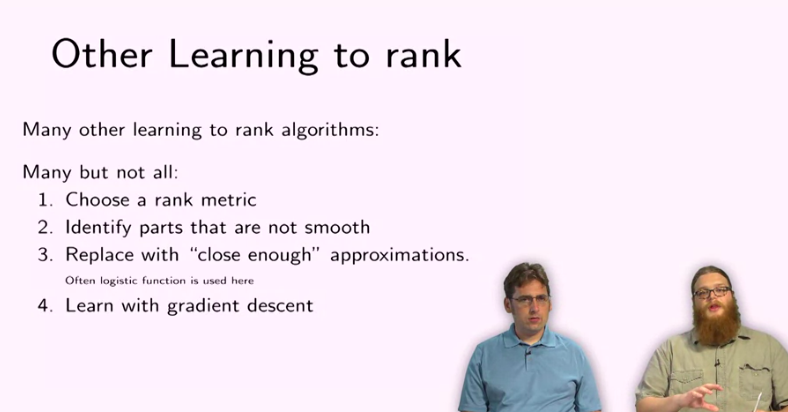 Other Learning to rank
Many other learning to rank algorithms:
Many but not all:
1. Choose a rank metric
2. Identify parts that are not smooth
3. Replace with “close enough” approximations.
Often logistic function is used here
4. Learn with gradient descent